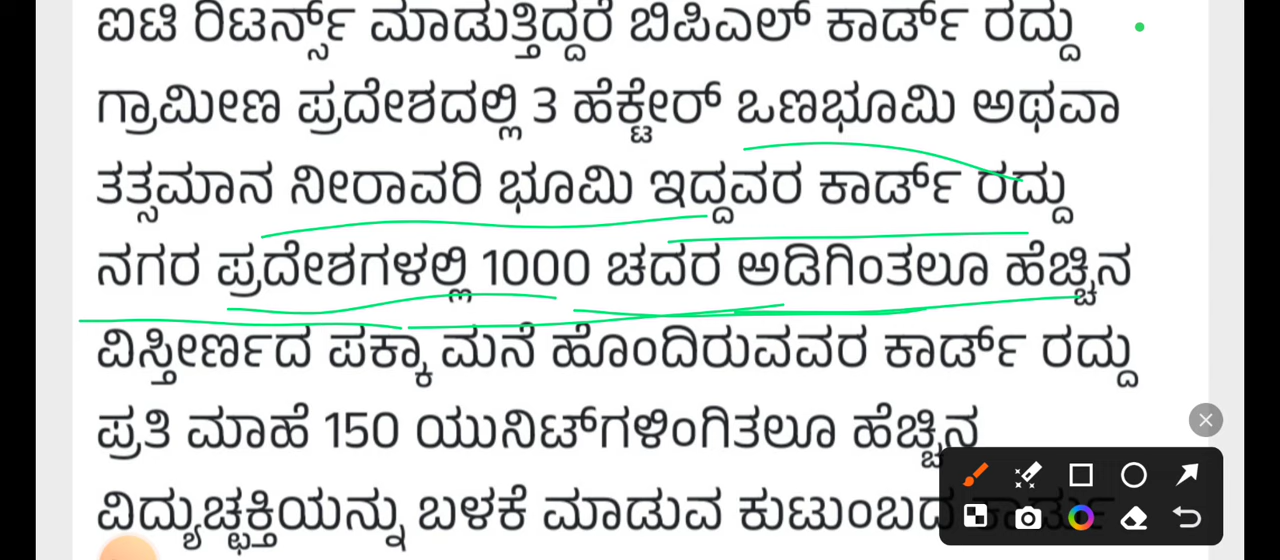 ಐಟಿ ರಿಟರ್ನ್ಸ್ ಮಾಡುತ್ತಿದ್ದರೆ ಬಿಪಿಎಲ್ ಕಾರ್ಡ್ ರದ್ದು
ಗ್ರಾಮೀಣ ಪ್ರದೇಶದಲ್ಲಿ 3 ಹೆಕ್ಟೇರ್ ಒಣಭೂಮಿ ಅಥವಾ
ತತ್ಸಮಾನ ನೀರಾವರಿ ಭೂಮಿ ಇದ್ದವರ ಕಾರ್ಡ್ ರದ್ದು
ನಗರ ಪ್ರದೇಶಗಳಲ್ಲಿ 1000 ಚದರ ಅಡಿಗಿಂತಲೂ ಹೆಚ್ಚಿನ
ವಿಸ್ತೀರ್ಣದ ಪಕ್ಕಾ ಮನೆ ಹೊಂದಿರುವವರ ಕಾರ್ಡ್ ರದ್ದು
ಪ್ರತಿ ಮಾಹೆ 150 ಯುನಿಟ್‌ಗಳಿಂಗಿತಲೂ ಹೆಚ್ಚಿನ
ವಿದ್ಯುಚ್ಛಕ್ತಿಯನ್ನು ಬಳಕೆ ಮಾಡುವ ಕುಟುಂಬದ